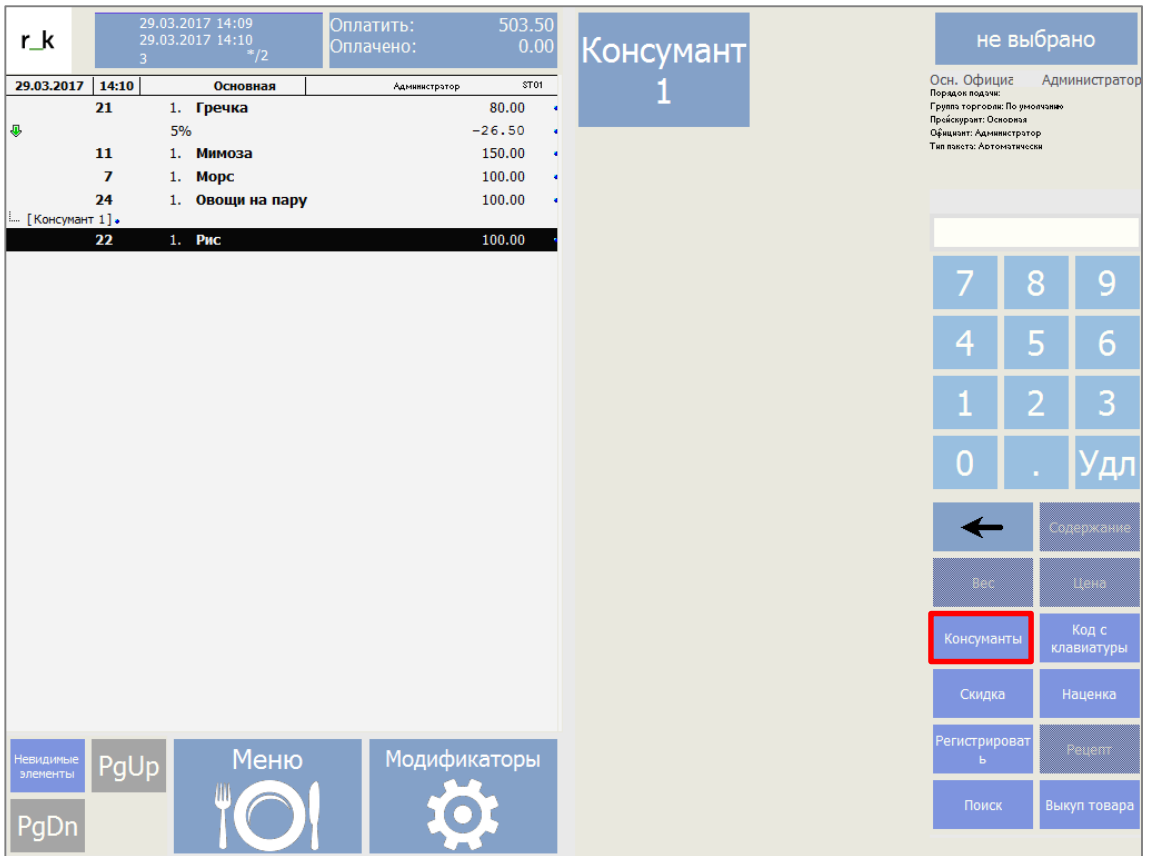 r_k
29.03.2017 14:09
29.03.2017 14:10
3 */2
Оплатить: 503.50
Оплачено: 0.00
Консумант
1
не выбрано
29.03.2017 14:10 Основная Администратор ST01
21 1. Гречка 80.00
5% -26.50
11 1. Мимоза 150.00
7 1. Морс 100.00
24 1. Овощи на пару 100.00
[Консумант 1]
22 1. Рис 100.00
Осн. Официа Администратор
Порядок подачи:
Группа торговли: По умолчанию
Прейскурант: Основная
Официант: Администратор
Тип пакета: Автоматически
7 8 9
4 5 6
1 2 3
0 . Удл
Содержание
Вес Цена
Консуманты
Код с
клавиатуры
Скидка Наценка
Регистрироват
ь
Рецепт
Поиск Выкуп товара
Невидимые
элементы
PgUp
Меню
Модификаторы
PgDn